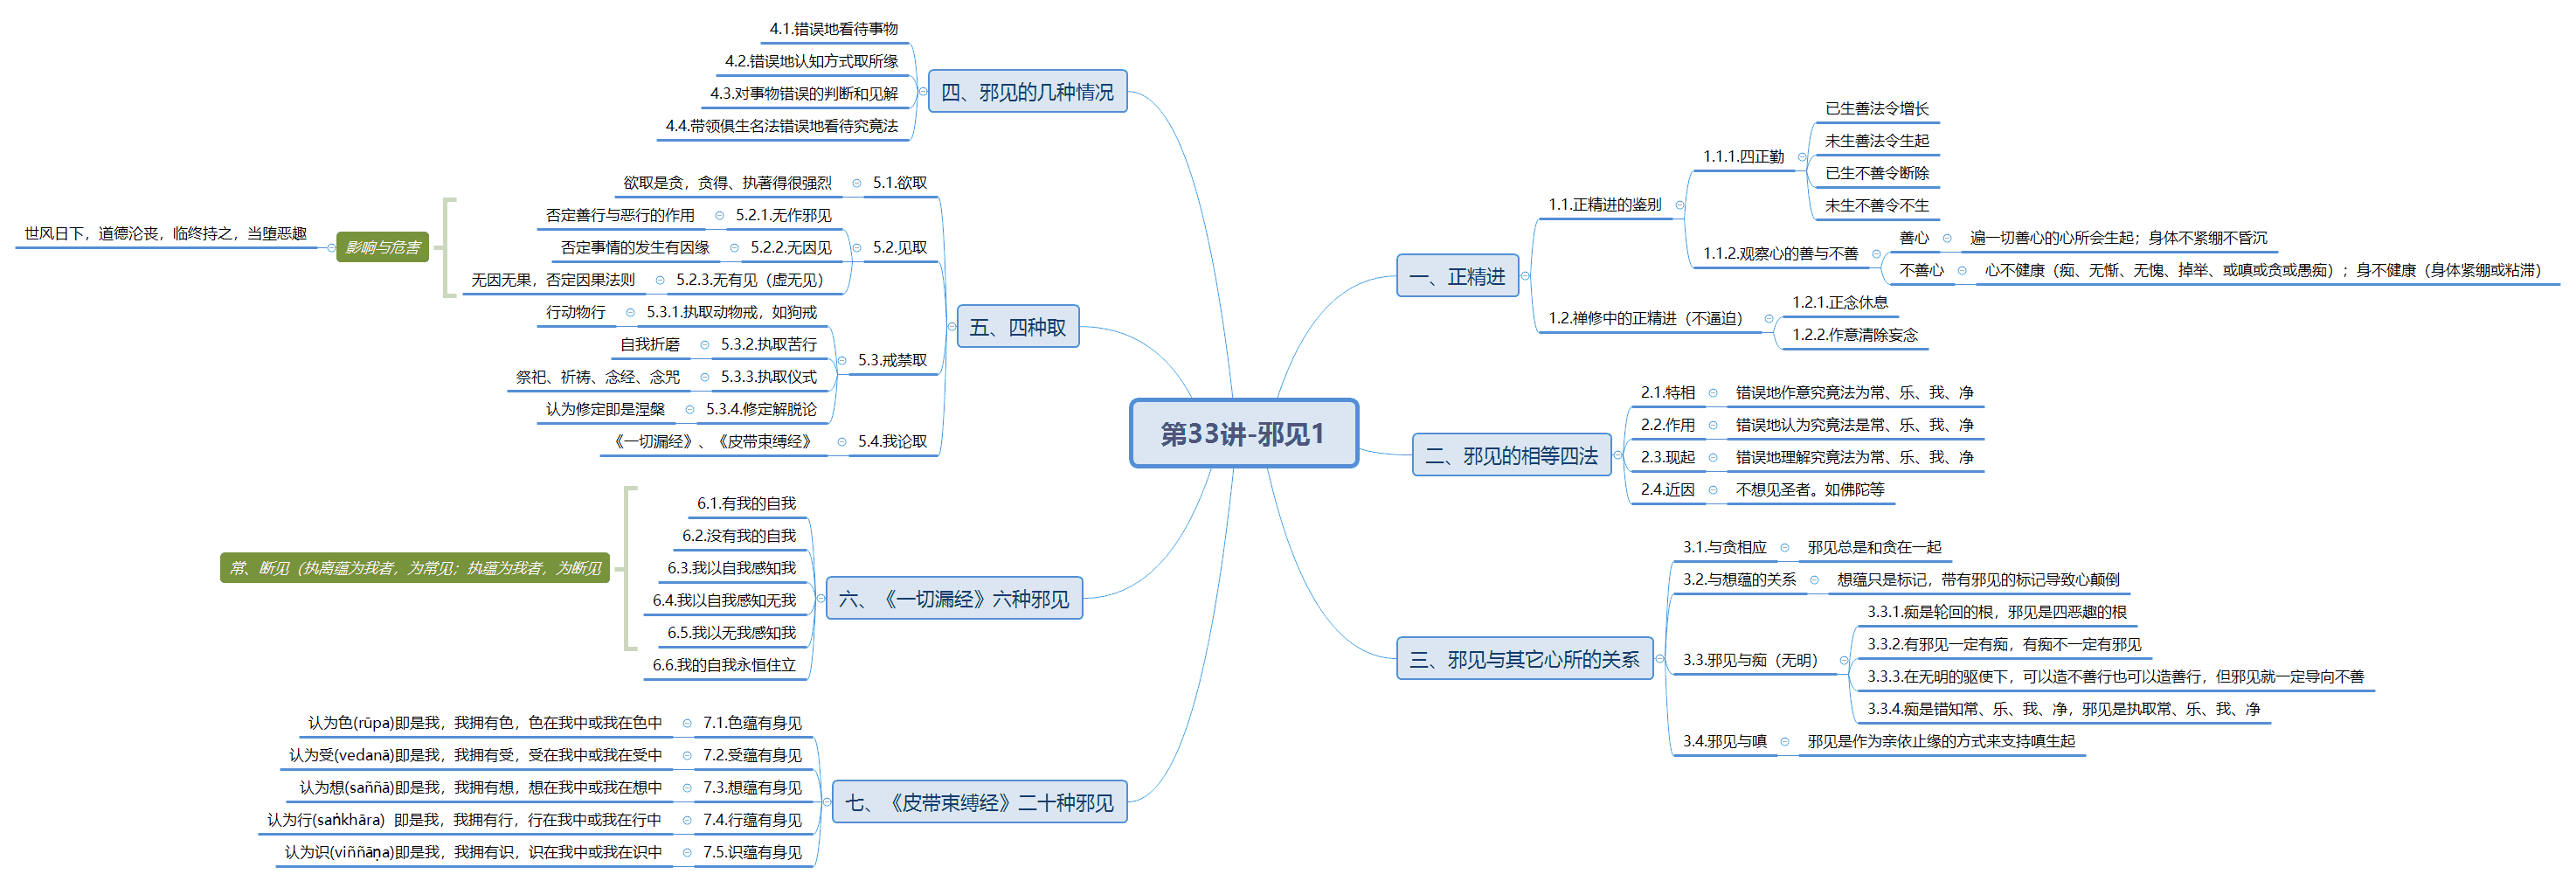 第33讲-邪见1
一、正精进
1.1.正精进的鉴别
1.1.1.四正勤
已生善法令增长
未生善法令生起
已生不善令断除
未生不善令不生
1.1.2.观察心的善与不善
善心
遍一切善心的心所会生起；身体不紧绷不昏沉
不善心
心不健康（痴、无惭、无愧、掉举、或嗔或贪或愚痴）；身不健康（身体紧绷或粘滞）
1.2.禅修中的正精进（不逼迫）
1.2.1.正念休息
1.2.2.作意清除妄念
二、邪见的相等四法
2.1.特相
错误地作意究竟法为常、乐、我、净
2.2.作用
错误地认为究竟法是常、乐、我、净
2.3.现起
错误地理解究竟法为常、乐、我、净
2.4.近因
不想见圣者。如佛陀等
三、邪见与其它心所的关系
3.1.与贪相应
邪见总是和贪在一起
3.2.与想蕴的关系
想蕴只是标记，带有邪见的标记导致心颠倒
3.3.邪见与痴（无明）
3.3.1.痴是轮回的根，邪见是四恶趣的根
3.3.2.有邪见一定有痴，有痴不一定有邪见
3.3.3.在无明的驱使下，可以造不善行也可以造善行，但邪见就一定导向不善
3.3.4.痴是错知常、乐、我、净，邪见是执取常、乐、我、净
3.4.邪见与嗔
邪见是作为亲依止缘的方式来支持嗔生起
四、邪见的几种情况
4.1.错误地看待事物
4.2.错误地认知方式取所缘
4.3.对事物错误的判断和见解
4.4.带领俱生名法错误地看待究竟法
五、四种取
5.1.欲取
欲取是贪，贪得、执著得很强烈
5.2.见取
5.2.1.无作邪见
否定善行与恶行的作用
5.2.2.无因见
否定事情的发生有因缘
5.2.3.无有见（虚无见）
无因无果，否定因果法则
影响与危害
世风日下，道德沦丧，临终持之，当堕恶趣
5.3.戒禁取
5.3.1.执取动物戒，如狗戒
行动物行
5.3.2.执取苦行
自我折磨
5.3.3.执取仪式
祭祀、祈祷、念经、念咒
5.3.4.修定解脱论
认为修定即是涅槃
5.4.我论取
《一切漏经》、《皮带束缚经》
六、《一切漏经》六种邪见
6.1.有我的自我
6.2.没有我的自我
6.3.我以自我感知我
6.4.我以自我感知无我
6.5.我以无我感知我
6.6.我的自我永恒住立
常、断见（执离蕴为我者，为常见；执蕴为我者，为断见
七、《皮带束缚经》二十种邪见
7.1.色蕴有身见
认为色(rūpa)即是我，我拥有色，色在我中或我在色中
7.2.受蕴有身见
认为受(vedanā)即是我，我拥有受，受在我中或我在受中
7.3.想蕴有身见
认为想(saññā)即是我，我拥有想，想在我中或我在想中
7.4.行蕴有身见
认为行(saṅkhāra) 即是我，我拥有行，行在我中或我在行中
7.5.识蕴有身见
认为识(viññāṇa)即是我，我拥有识，识在我中或我在识中